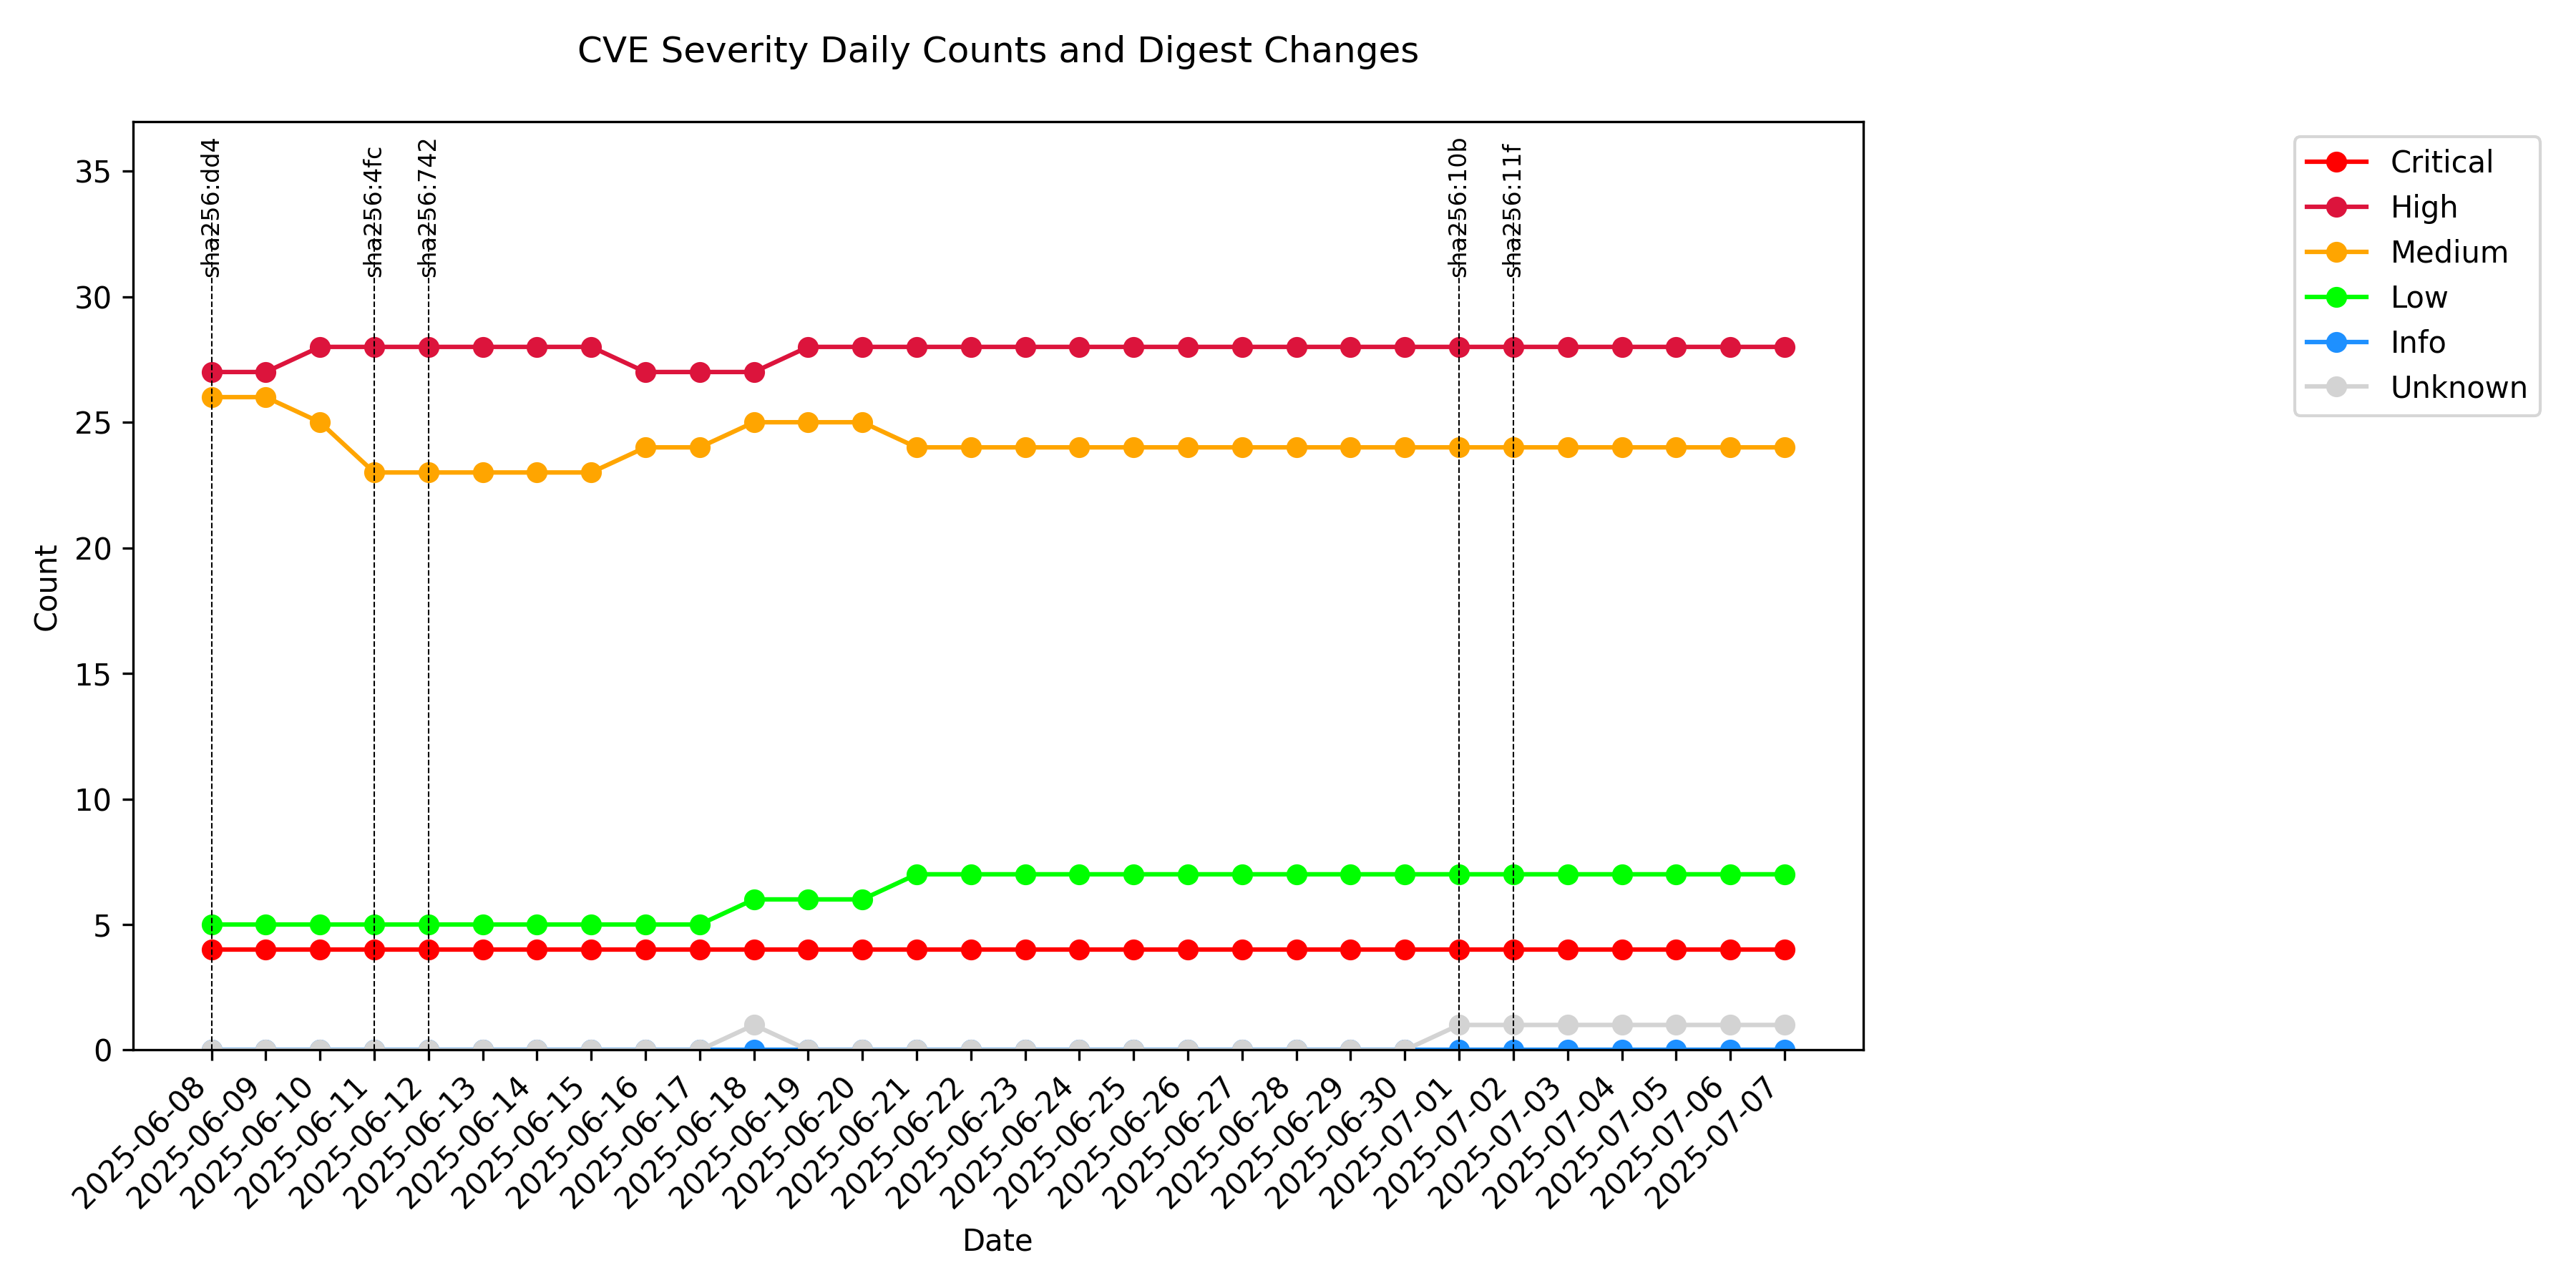 CVE Severity Daily Counts and Digest Changes
sha256:dd4
sha256:4fc
sha256:742
sha256:10b
sha256:11f
Critical
High
Medium
Low
Info
Unknown
35
30
25
20
15
10
5
0
Count
2025-06-08
2025-06-09
2025-06-10
2025-06-11
2025-06-12
2025-06-13
2025-06-14
2025-06-15
2025-06-16
2025-06-17
2025-06-18
2025-06-19
2025-06-20
2025-06-21
2025-06-22
2025-06-23
2025-06-24
2025-06-25
2025-06-26
2025-06-27
2025-06-28
2025-06-29
2025-06-30
2025-07-01
2025-07-02
2025-07-03
2025-07-04
2025-07-05
2025-07-06
2025-07-07
Date